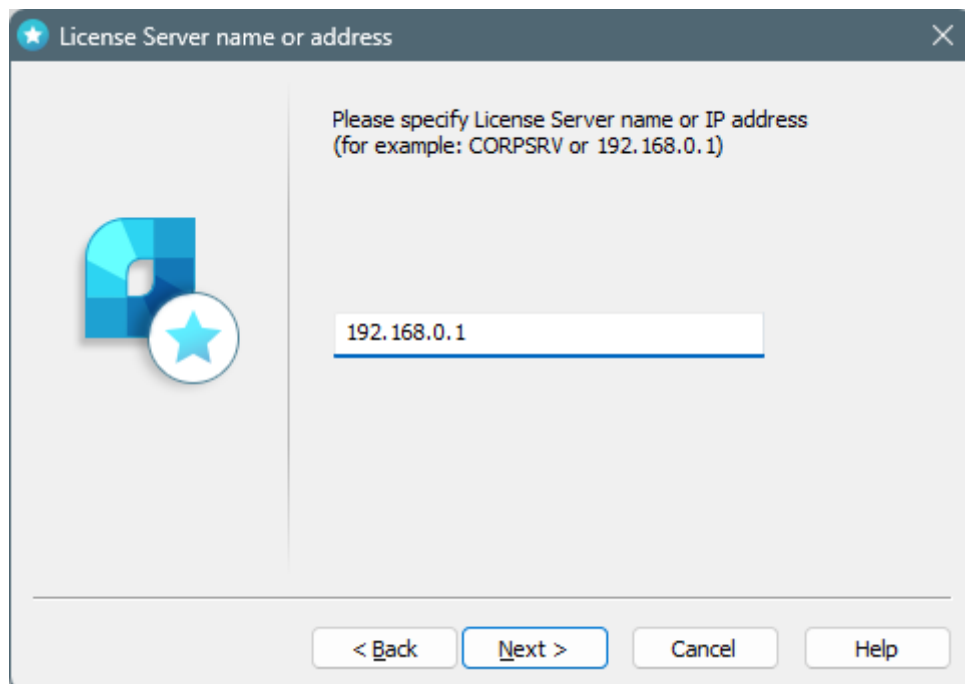 License Server name or address
Please specify License Server name or IP address
(for example: CORPSRV or 192.168.0.1)
192.168.0.1
< Back
Next >
Cancel
Help